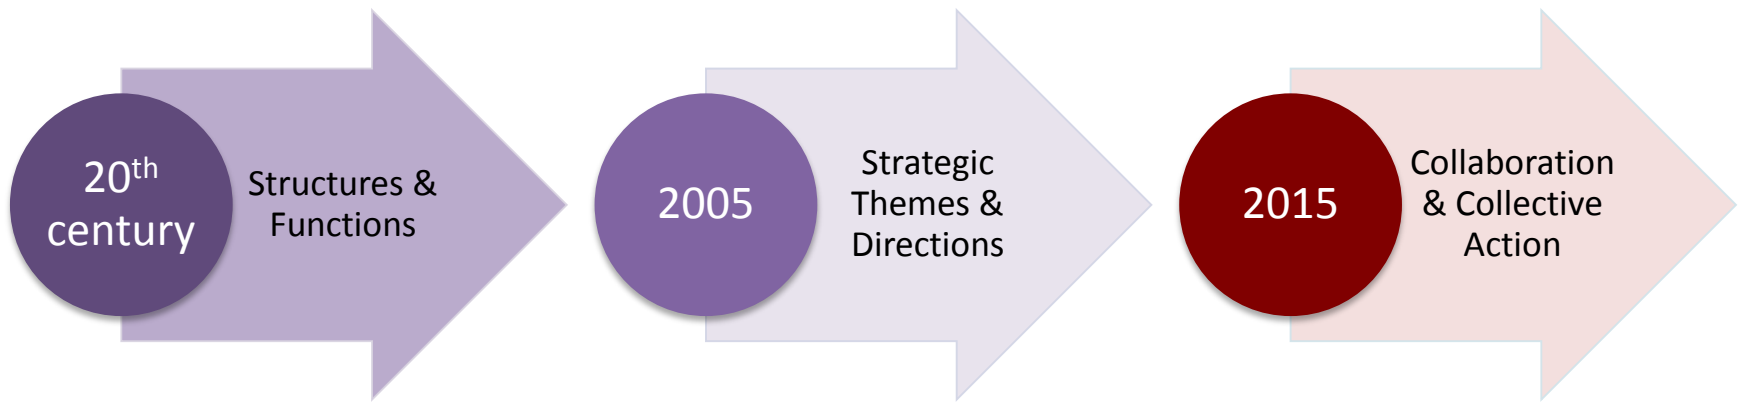 20th
century
Structures &
Functions
2005
Strategic
Themes &
Directions
2015
Collaboration
& Collective
Action